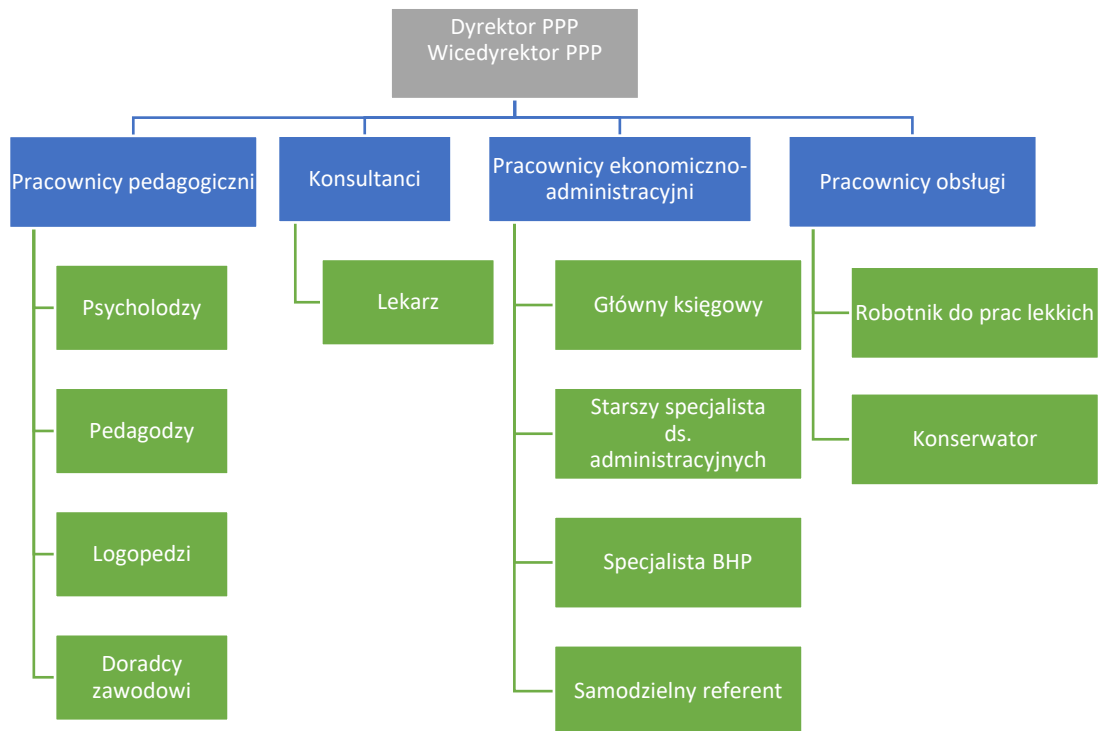 Dyrektor PPP
Wicedyrektor PPP
Pracownicy pedagogiczni
Konsultanci
Pracownicy ekonomiczno-
administracyjni
Pracownicy obsługi
Psycholodzy
Pedagodzy
Logopedzi
Doradcy
zawodowi
Lekarz
Główny księgowy
Starszy specjalista
ds.
administracyjnych
Specjalista BHP
Samodzielny referent
Robotnik do prac lekkich
Konserwator